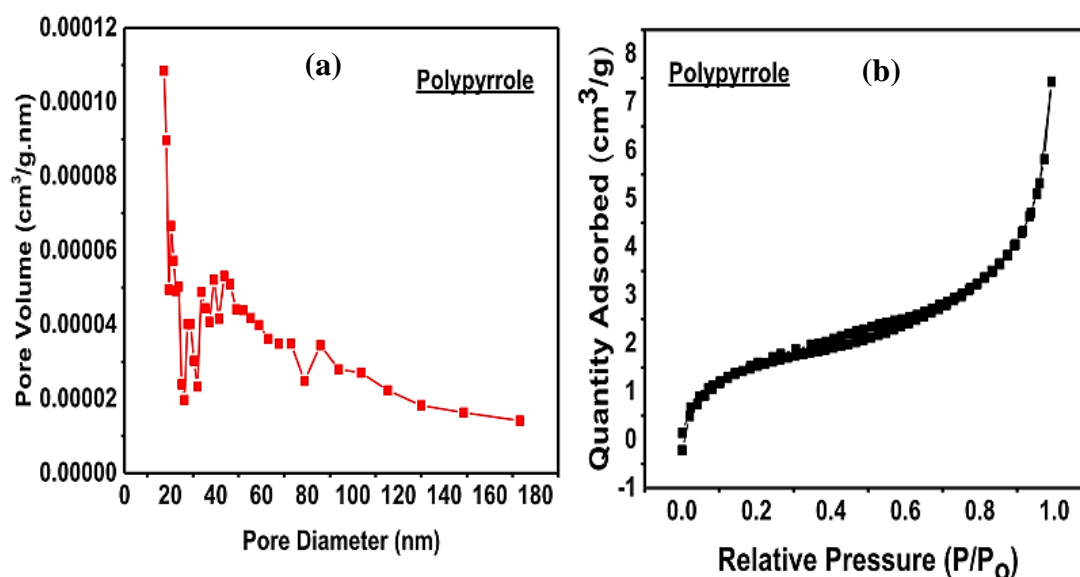 (a)
Polypyrrole
Pore Volume (cm³/g.nm)
0.00012
0.00010
0.00008
0.00006
0.00004
0.00002
0.00000
0 20 40 60 80 100 120 140 160 180
Pore Diameter (nm)
(b)
Polypyrrole
Quantity Adsorbed (cm³/g)
8
7
6
5
4
3
2
1
0
-1
0.0 0.2 0.4 0.6 0.8 1.0
Relative Pressure (P/P₀)